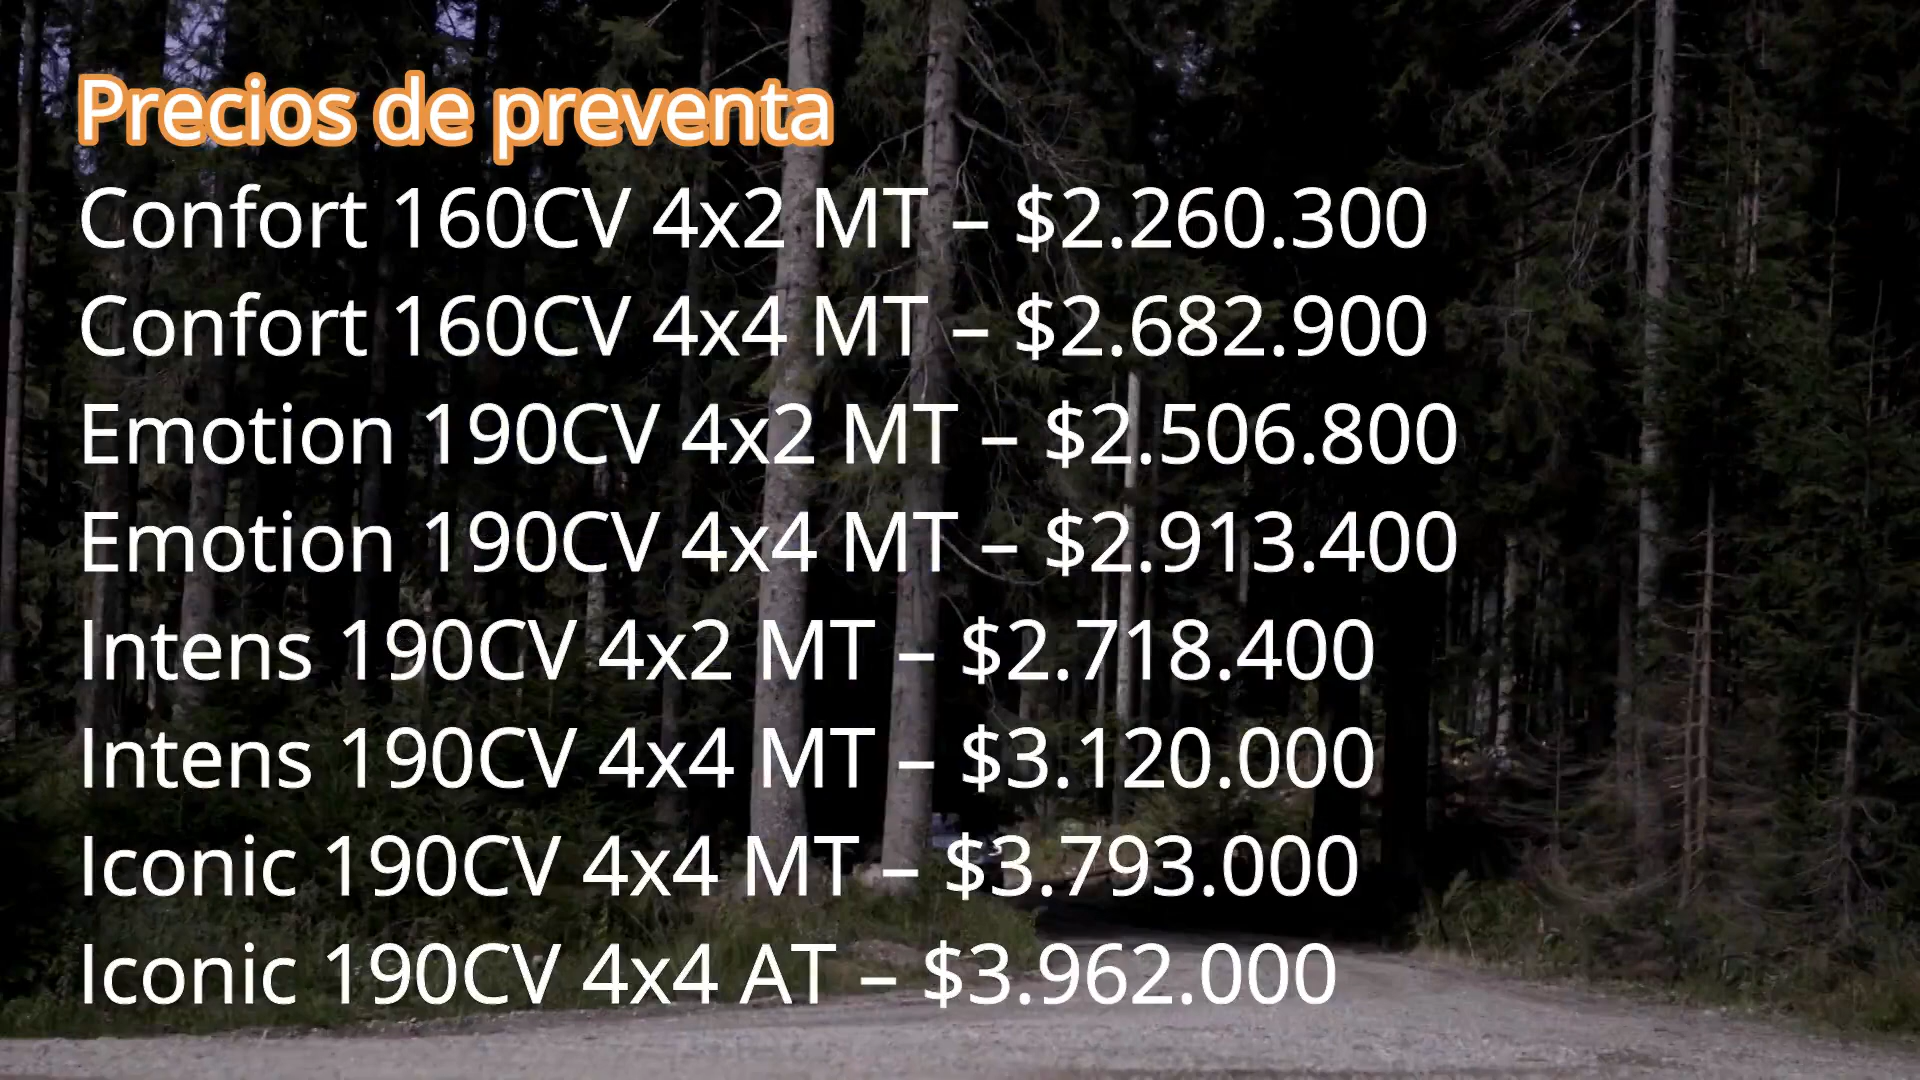 Precios de preventa
Confort 160CV 4x2 MT – $2.260.300
Confort 160CV 4x4 MT – $2.682.900
Emotion 190CV 4x2 MT – $2.506.800
Emotion 190CV 4x4 MT – $2.913.400
Intens 190CV 4x2 MT – $2.718.400
Intens 190CV 4x4 MT – $3.120.000
Iconic 190CV 4x4 MT – $3.793.000
Iconic 190CV 4x4 AT – $3.962.000